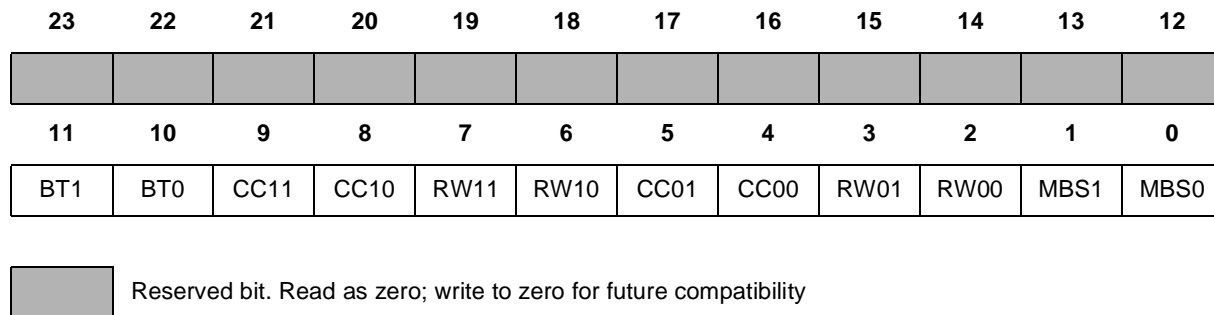 23 22 21 20 19 18 17 16 15 14 13 12
11 10 9 8 7 6 5 4 3 2 1 0
BT1 BT0 CC11 CC10 RW11 RW10 CC01 CC00 RW01 RW00 MBS1 MBS0
Reserved bit. Read as zero; write to zero for future compatibility